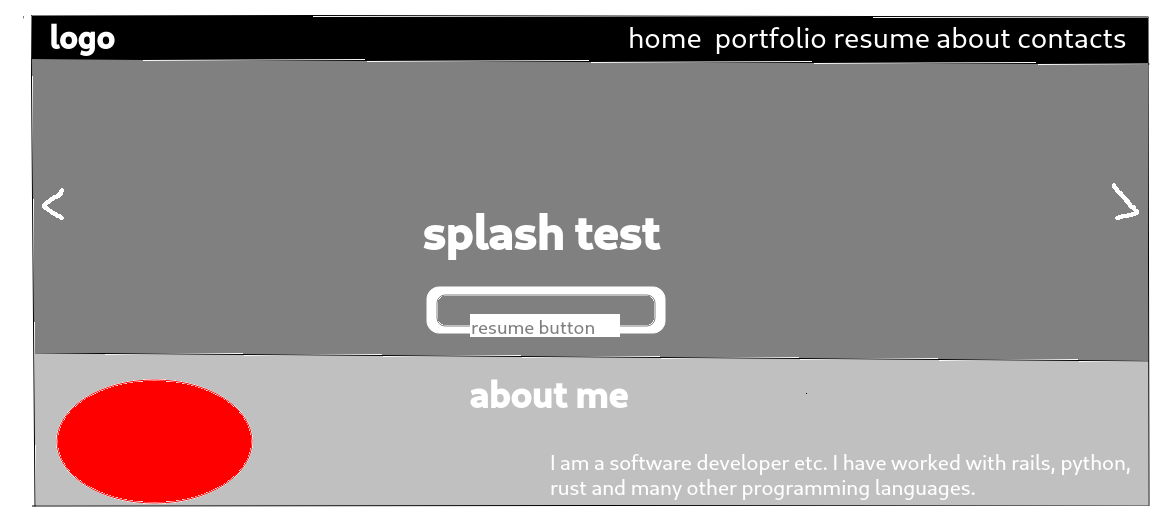 logo
home portfolio resume about contacts
splash test
resume button
about me
I am a software developer etc. I have worked with rails, python,
rust and many other programming languages.